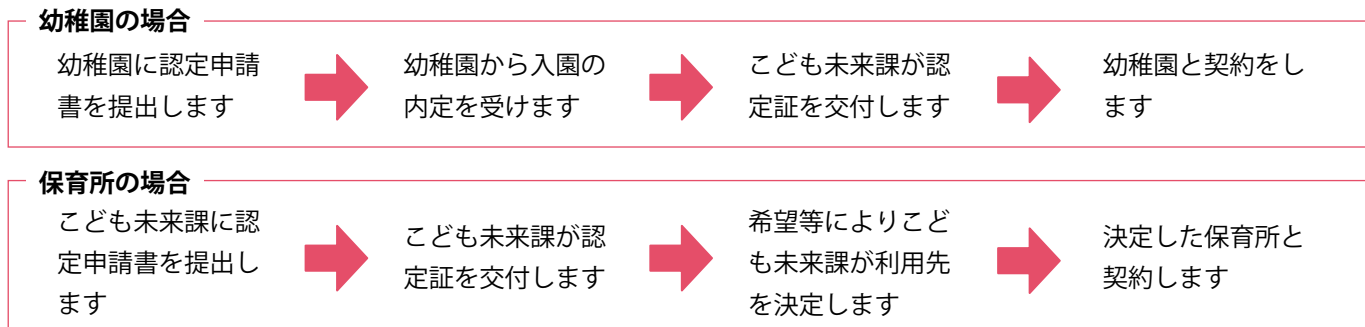 幼稚園の場合
幼稚園に認定申請
書を提出します
幼稚園から入園の
内定を受けます
こども未来課が認
定証を交付します
幼稚園と契約をし
ます
保育所の場合
こども未来課に認
定申請書を提出し
ます
こども未来課が認
定証を交付します
希望等によりこど
も未来課が利用先
を決定します
決定した保育所と
契約します